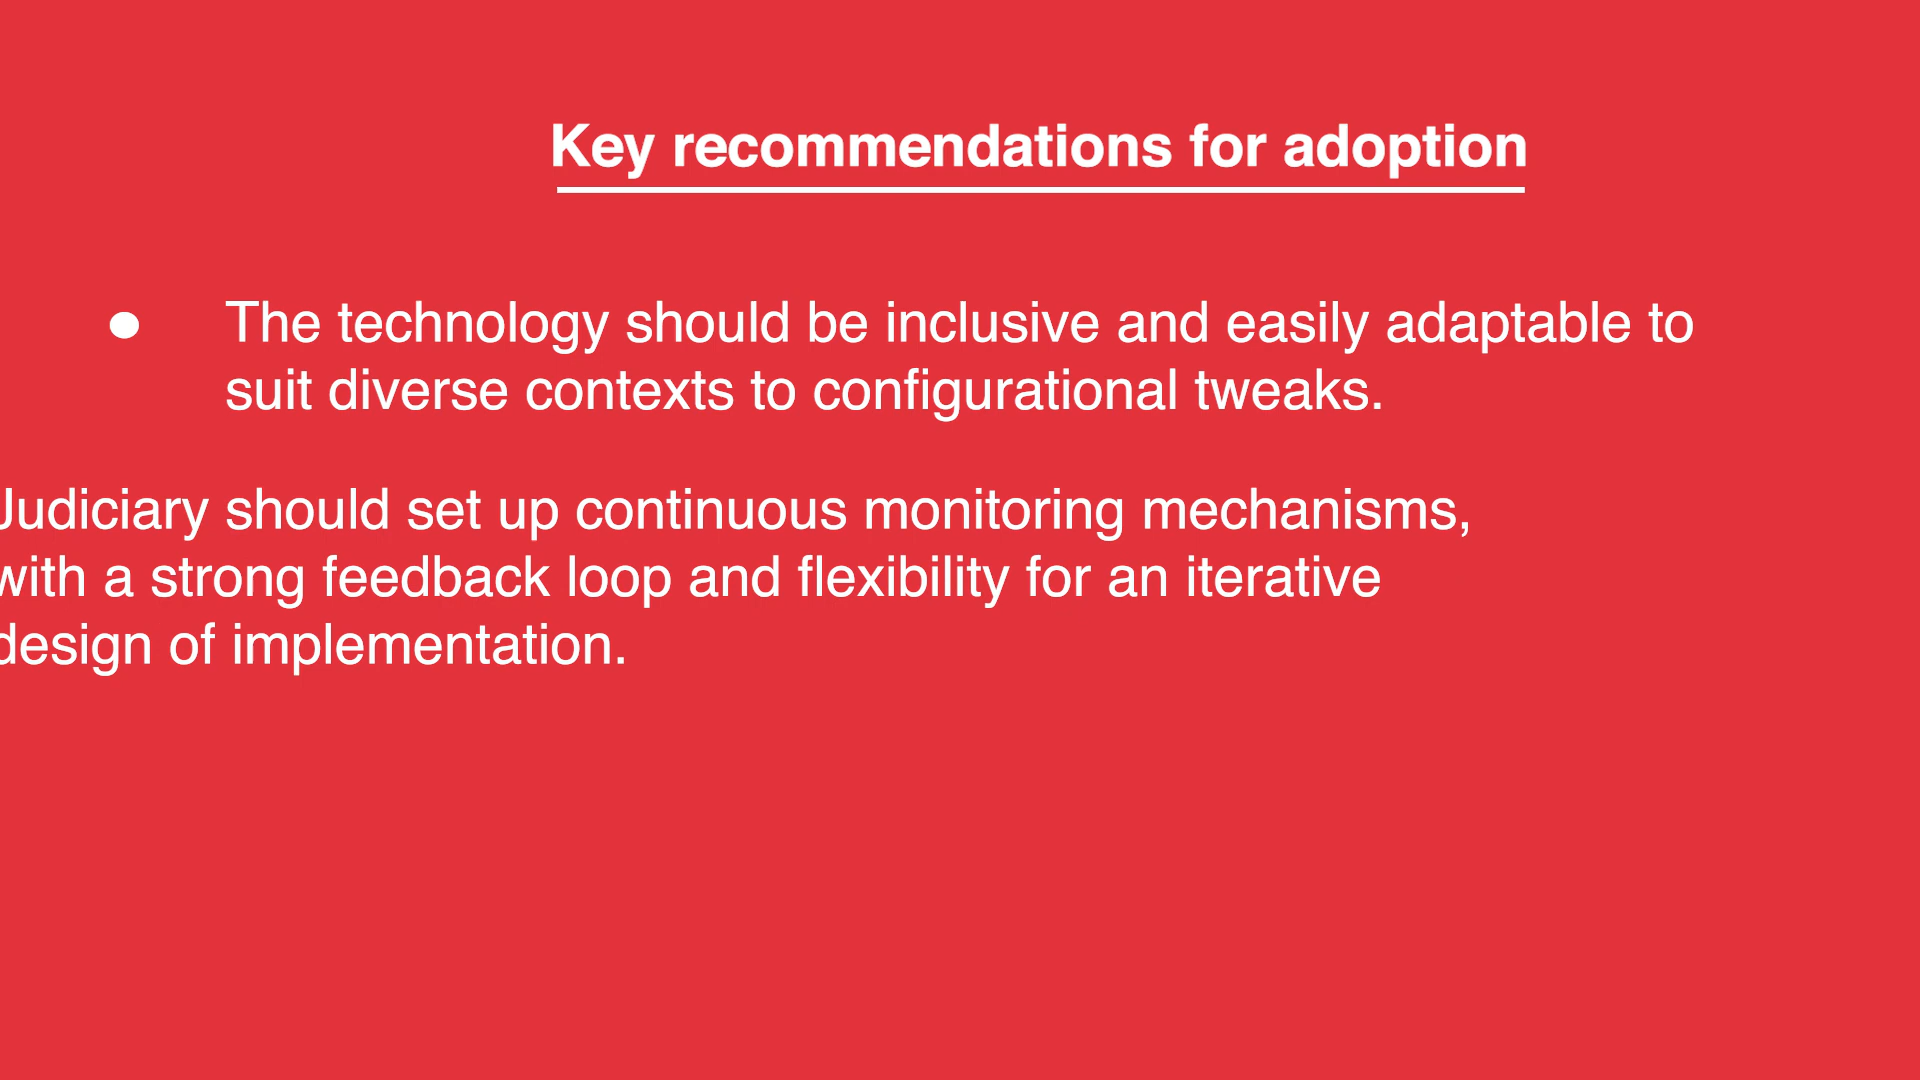 Key recommendations for adoption
● The technology should be inclusive and easily adaptable to
suit diverse contexts to configurational tweaks.
Judiciary should set up continuous monitoring mechanisms,
with a strong feedback loop and flexibility for an iterative
design of implementation.